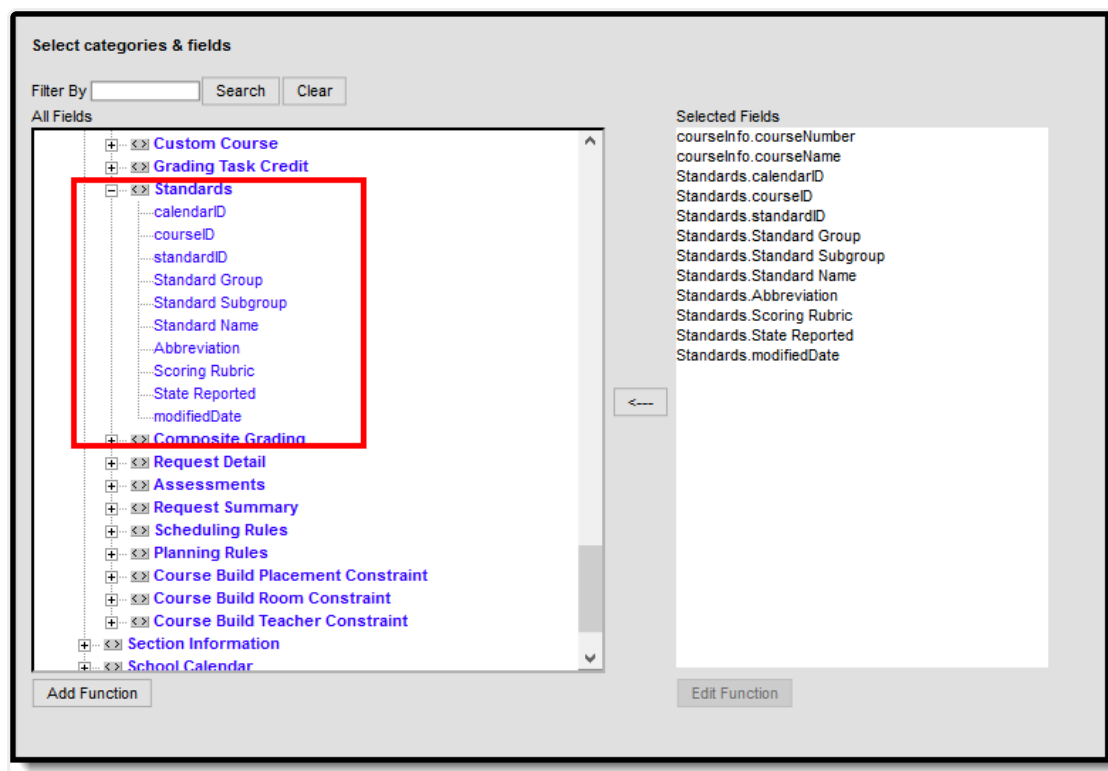 Select categories & fields
Filter By
Search
Clear
All Fields
Custom Course
Grading Task Credit
Standards
calendarID
courseID
standardID
Standard Group
Standard Subgroup
Standard Name
Abbreviation
Scoring Rubric
State Reported
modifiedDate
Composite Grading
Request Detail
Assessments
Request Summary
Scheduling Rules
Planning Rules
Course Build Placement Constraint
Course Build Room Constraint
Course Build Teacher Constraint
Section Information
School Calendar
Add Function
<---
Selected Fields
courseInfo.courseNumber
courseInfo.courseName
Standards.calendarID
Standards.courseID
Standards.standardID
Standards.Standard Group
Standards.Standard Subgroup
Standards.Standard Name
Standards.Abbreviation
Standards.Scoring Rubric
Standards.State Reported
Standards.modifiedDate
Edit Function